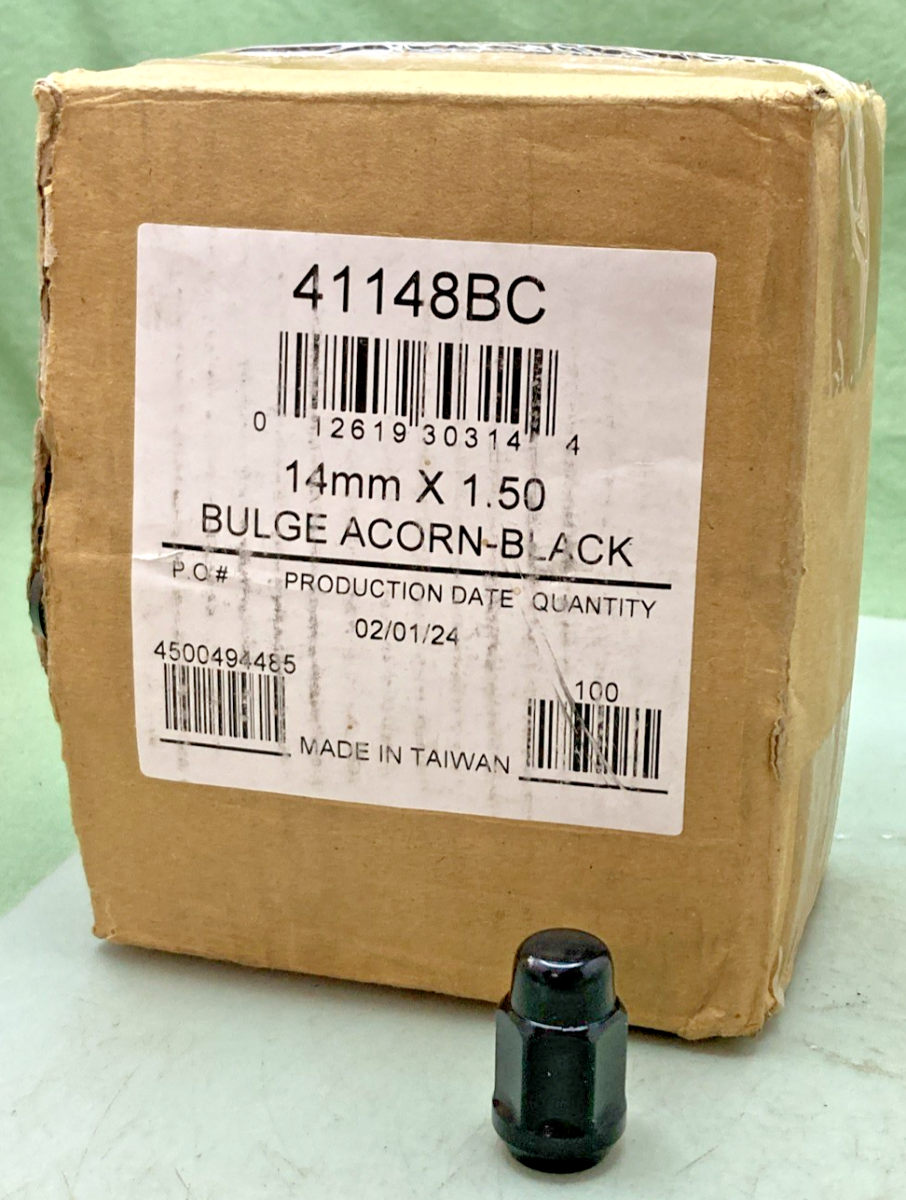 41148BC
0 12619 30314 4
14mm X 1.50
BULGE ACORN-BLACK
P.O# PRODUCTION DATE QUANTITY
02/01/24
4500494485
100
MADE IN TAIWAN